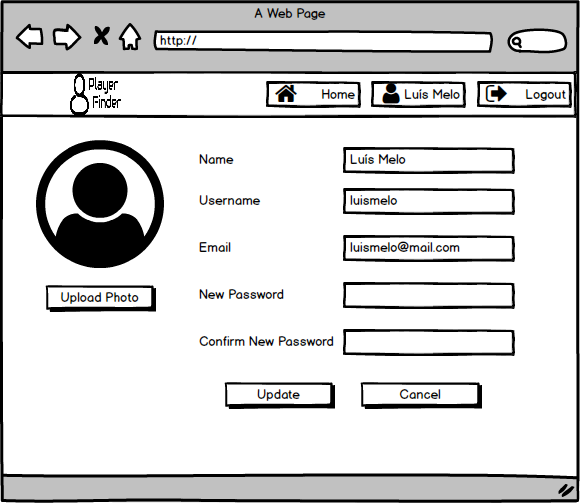 A Web Page
http://
Player
Finder
Home
Luís Melo
Logout
Name
Luís Melo
Username
luismelo
Email
luismelo@mail.com
Upload Photo
New Password
Confirm New Password
Update
Cancel